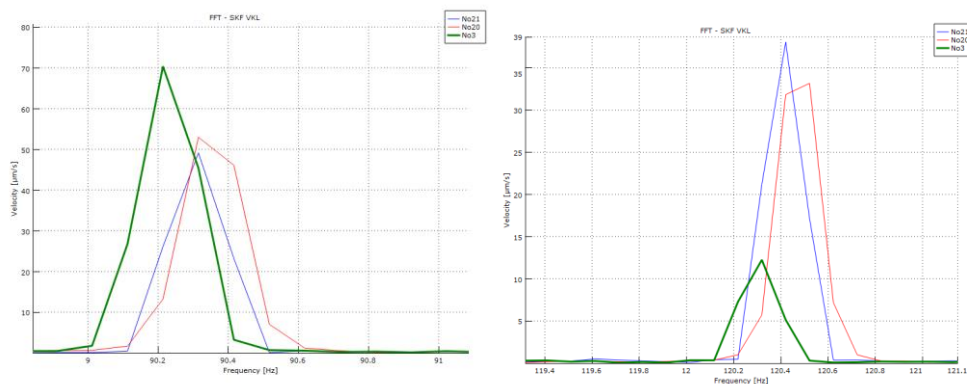 FFT - SKF VKL
No21
No20
No3
80
70
60
50
40
30
20
10
Velocity [µm/s]
9
90.2
90.4
90.6
90.8
91
Frequency [Hz]
FFT - SKF VKL
No21
No20
No3
39
35
30
25
20
15
10
5
Velocity [µm/s]
119.4
119.6
119.8
12
120.2
120.4
120.6
120.8
121
121.1
Frequency [Hz]